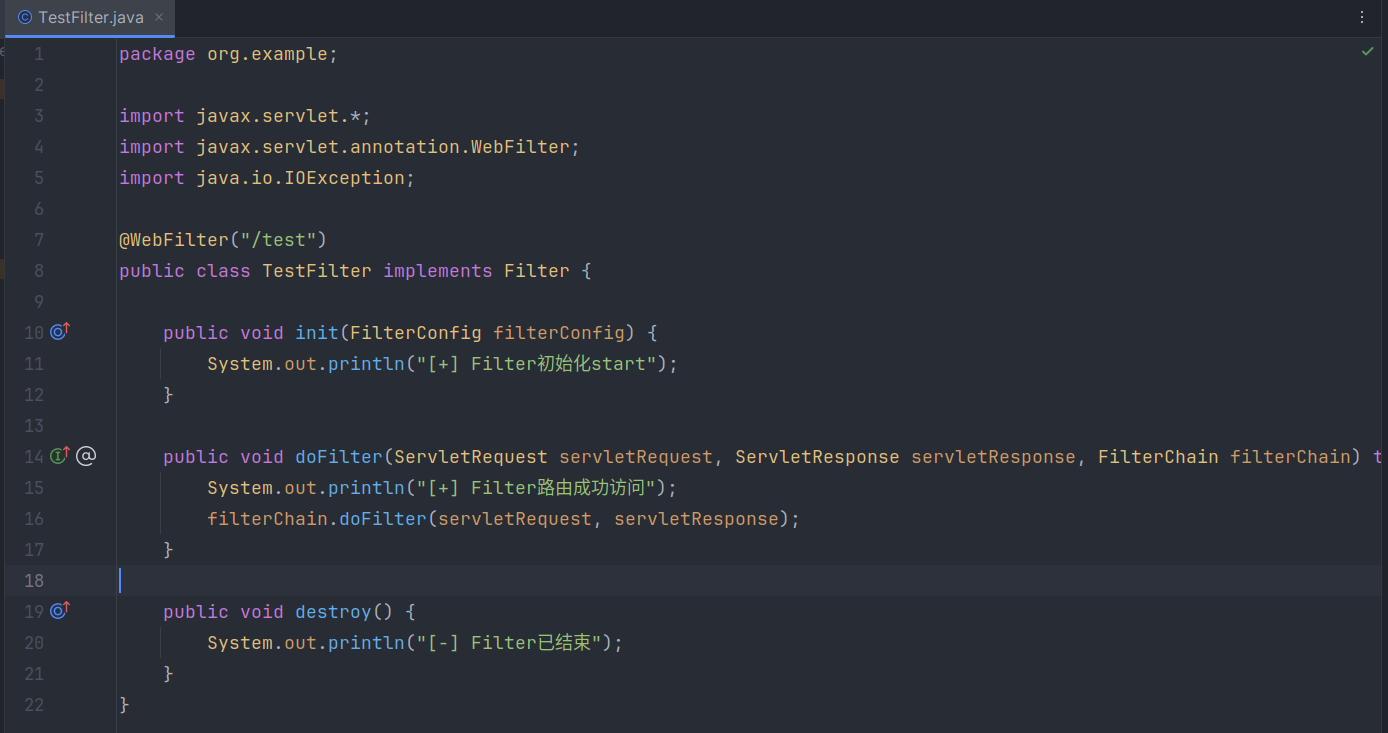 TestFilter.java
1 package org.example;
2
3 import javax.servlet.*;
4 import javax.servlet.annotation.WebFilter;
5 import java.io.IOException;
6
7 @WebFilter("/test")
8 public class TestFilter implements Filter {
9
10 public void init(FilterConfig filterConfig) {
11 System.out.println("[+] Filter初始化start");
12 }
13
14 @ public void doFilter(ServletRequest servletRequest, ServletResponse servletResponse, FilterChain filterChain) t
15 System.out.println("[+] Filter路由成功访问");
16 filterChain.doFilter(servletRequest, servletResponse);
17 }
18
19 public void destroy() {
20 System.out.println("[-] Filter已结束");
21 }
22 }